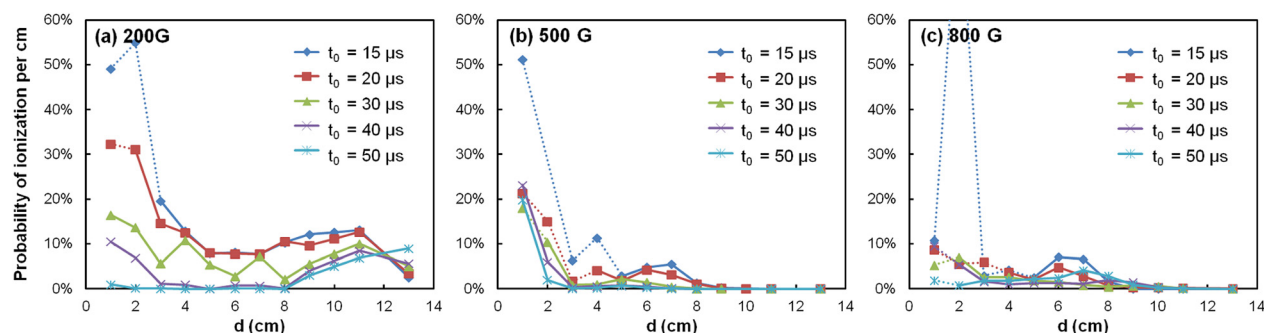 Probability of ionization per cm
60%
50%
40%
30%
20%
10%
0%
(a) 200G
t0 = 15 µs
t0 = 20 µs
t0 = 30 µs
t0 = 40 µs
t0 = 50 µs
0 2 4 6 8 10 12 14
d (cm)
60%
50%
40%
30%
20%
10%
0%
(b) 500 G
t0 = 15 µs
t0 = 20 µs
t0 = 30 µs
t0 = 40 µs
t0 = 50 µs
0 2 4 6 8 10 12 14
d (cm)
60%
50%
40%
30%
20%
10%
0%
(c) 800 G
t0 = 15 µs
t0 = 20 µs
t0 = 30 µs
t0 = 40 µs
t0 = 50 µs
0 2 4 6 8 10 12 14
d (cm)